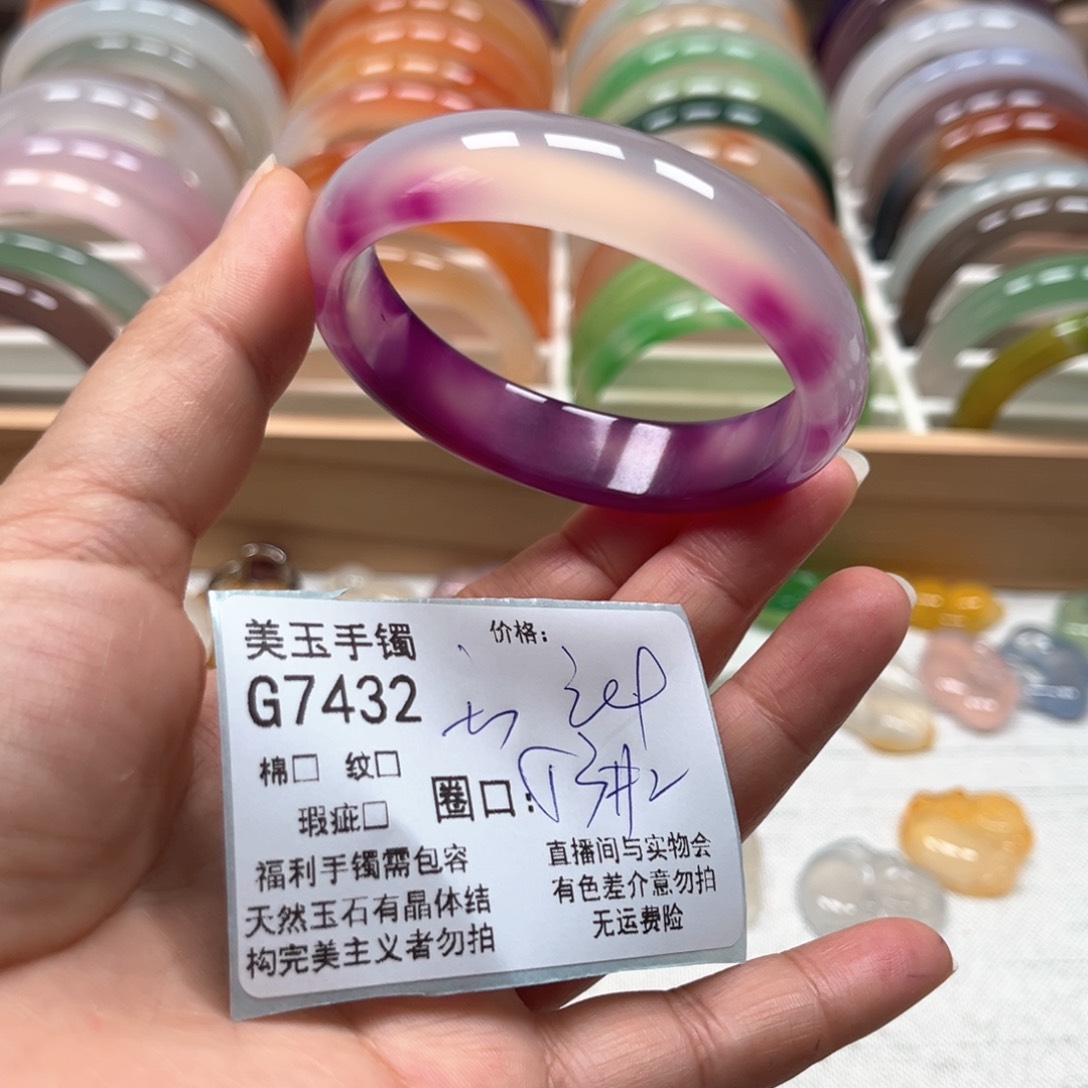 美玉手镯
价格:
G7432
棉□ 纹□
圈口:
瑕疵□
福利手镯需包容
天然玉石有晶体结
构完美主义者勿拍
直播间与实物会
有色差介意勿拍
无运费险